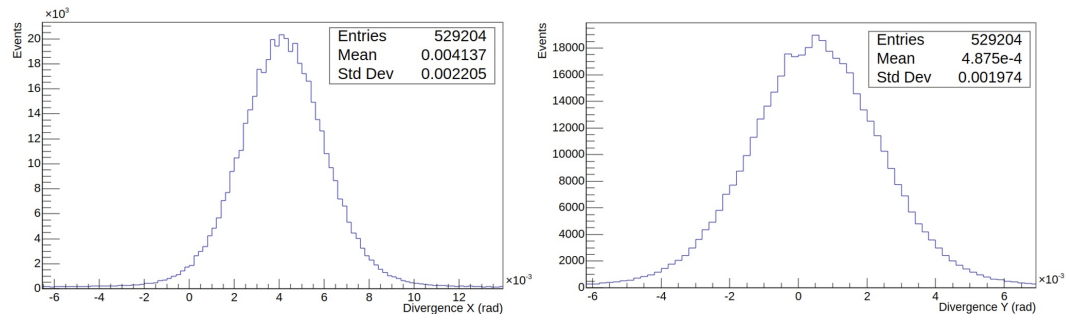 ×10³
Events
20
18
16
14
12
10
8
6
4
2
0
-6 -4 -2 0 2 4 6 8 10 12
×10⁻³
Divergence X (rad)
Entries 529204
Mean 0.004137
Std Dev 0.002205
Events
18000
16000
14000
12000
10000
8000
6000
4000
2000
0
-6 -4 -2 0 2 4 6
×10⁻³
Divergence Y (rad)
Entries 529204
Mean 4.875e-4
Std Dev 0.001974